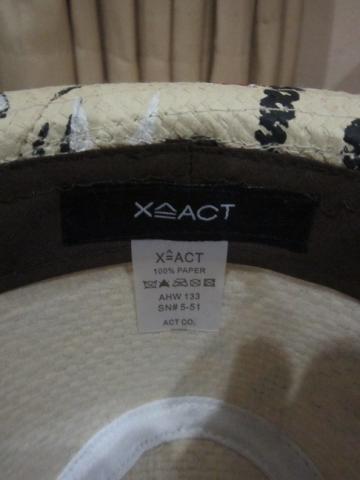 X≙ACT
X≙ACT
100% PAPER
AHW 133
SN# 5-51
ACT CO.